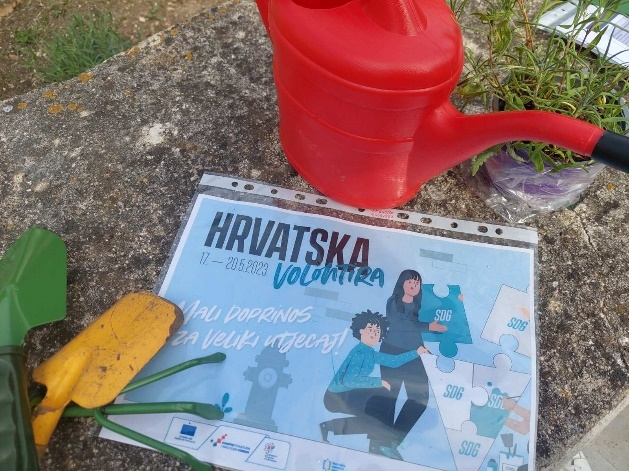 HRVATSKA
17. — 20.5.2023
VOLONTIRA
MALI DOPRINOS
ZA VELIKI UTJECAJ!
SDG
SDG
SDG
SDG
SDG